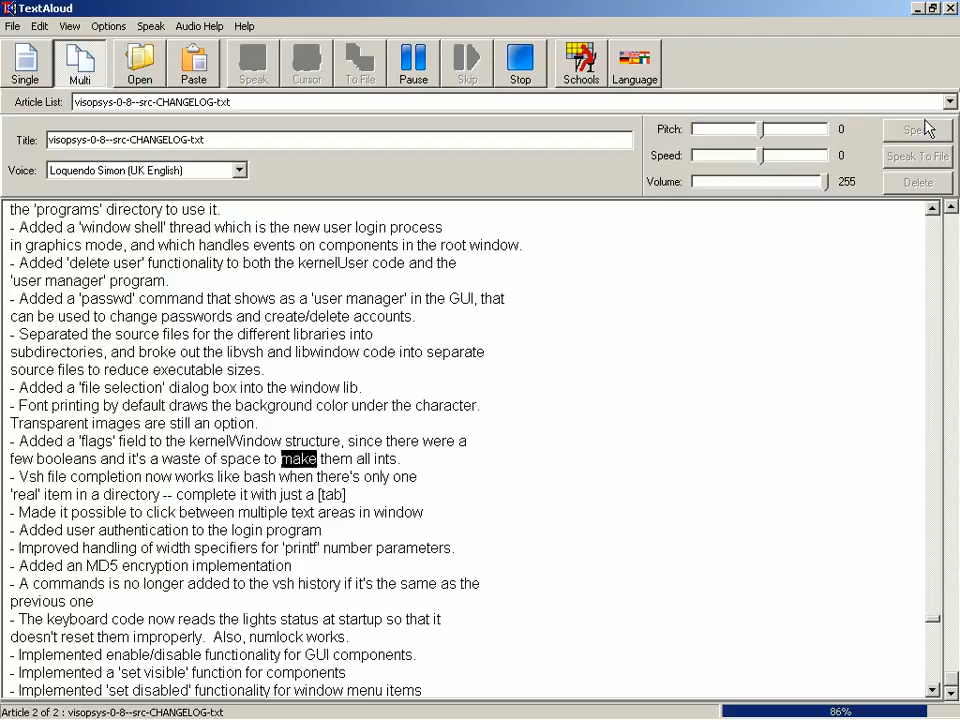 TextAloud
File Edit View Options Speak Audio Help Help
Single Multi Open Paste Speak Cursor To File Pause Skip Stop Schools Language
Article List: visopsys-0-8--src-CHANGELOG-txt
Title: visopsys-0-8--src-CHANGELOG-txt
Voice: Loquendo Simon (UK English)
Pitch: 0
Speed: 0
Volume: 255
Speak To File
Delete
the 'programs' directory to use it.
- Added a 'window shell' thread which is the new user login process
in graphics mode, and which handles events on components in the root window.
- Added 'delete user' functionality to both the kernelUser code and the
'user manager' program.
- Added a 'passwd' command that shows as a 'user manager' in the GUI, that
can be used to change passwords and create/delete accounts.
- Separated the source files for the different libraries into
subdirectories, and broke out the libvsh and libwindow code into separate
source files to reduce executable sizes.
- Added a 'file selection' dialog box into the window lib.
- Font printing by default draws the background color under the character.
Transparent images are still an option.
- Added a 'flags' field to the kernelWindow structure, since there were a
few booleans and it's a waste of space to make them all ints.
- Vsh file completion now works like bash when there's only one
'real' item in a directory -- complete it with just a [tab]
- Made it possible to click between multiple text areas in window
- Added user authentication to the login program
- Improved handling of width specifiers for 'printf' number parameters.
- Added an MD5 encryption implementation
- A commands is no longer added to the vsh history if it's the same as the
previous one
- The keyboard code now reads the lights status at startup so that it
doesn't reset them improperly.  Also, numlock works.
- Implemented enable/disable functionality for GUI components.
- Implemented a 'set visible' function for components
- Implemented 'set disabled' functionality for window menu items
Article 2 of 2 : visopsys-0-8--src-CHANGELOG-txt
86%